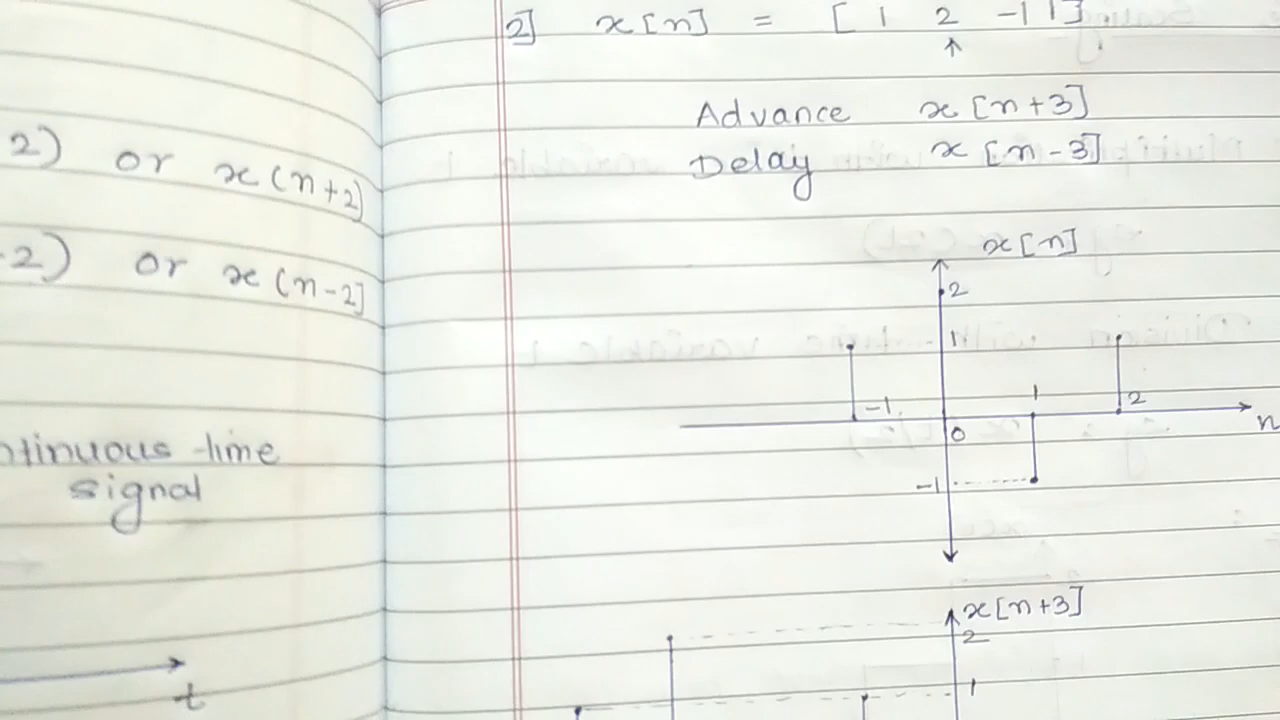 2) or x(n+2)
-2) or x(n-2]
ntinuous -time
signal
t
2] x[n] = [ 1 2 -1 1]
↑
Advance x[n+3]
Delay x[n-3]
x[n]
2
1
-1 1 2
0 n
-1
x[n+3]
2
1